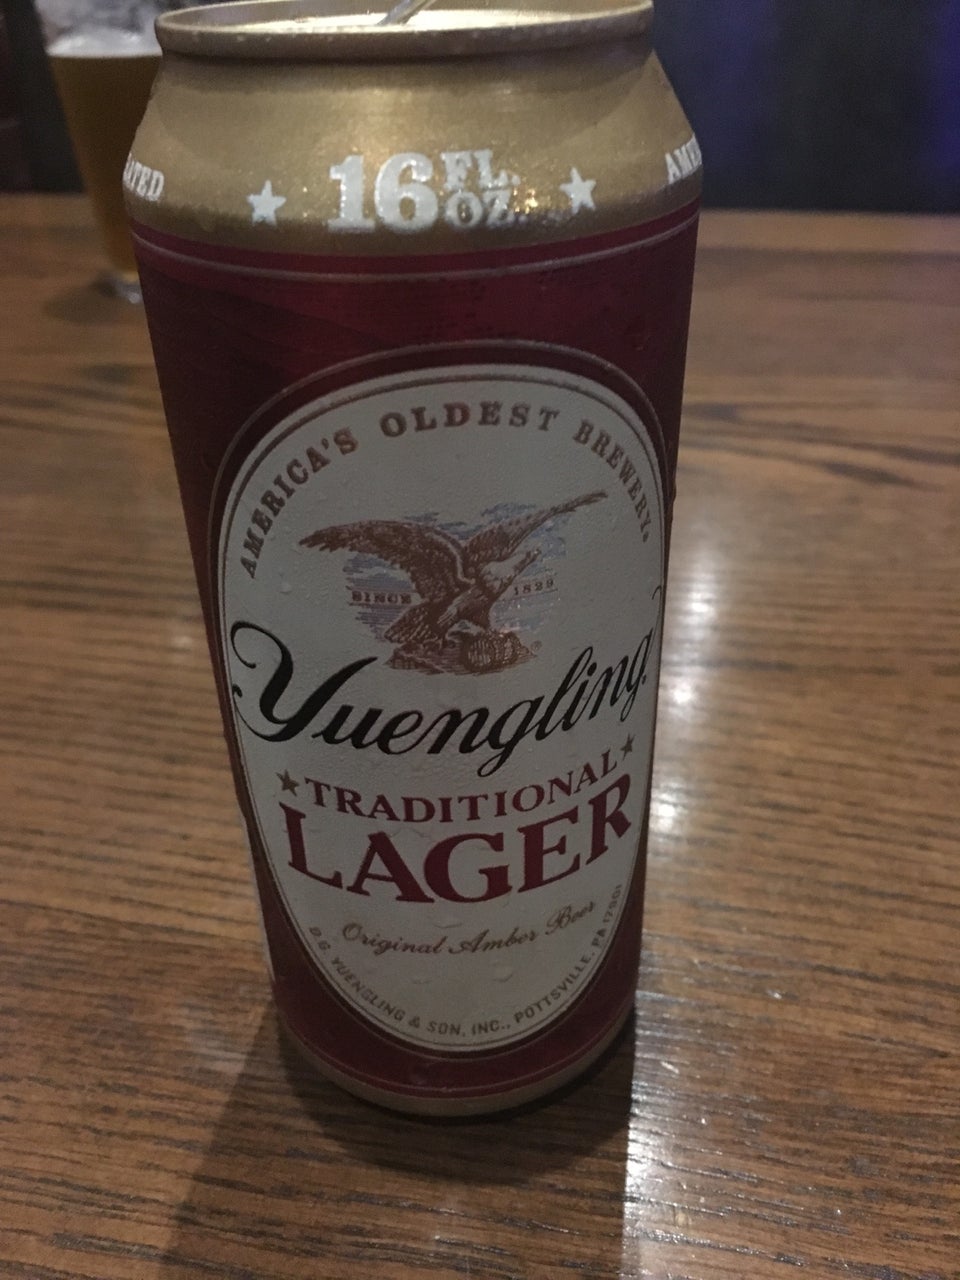 16 FL. OZ.
AMERICA'S OLDEST BREWERY®
SINCE 1829
Yuengling
TRADITIONAL
LAGER
Original Amber Beer
D.G. YUENGLING & SON, INC., POTTSVILLE, PA 17901